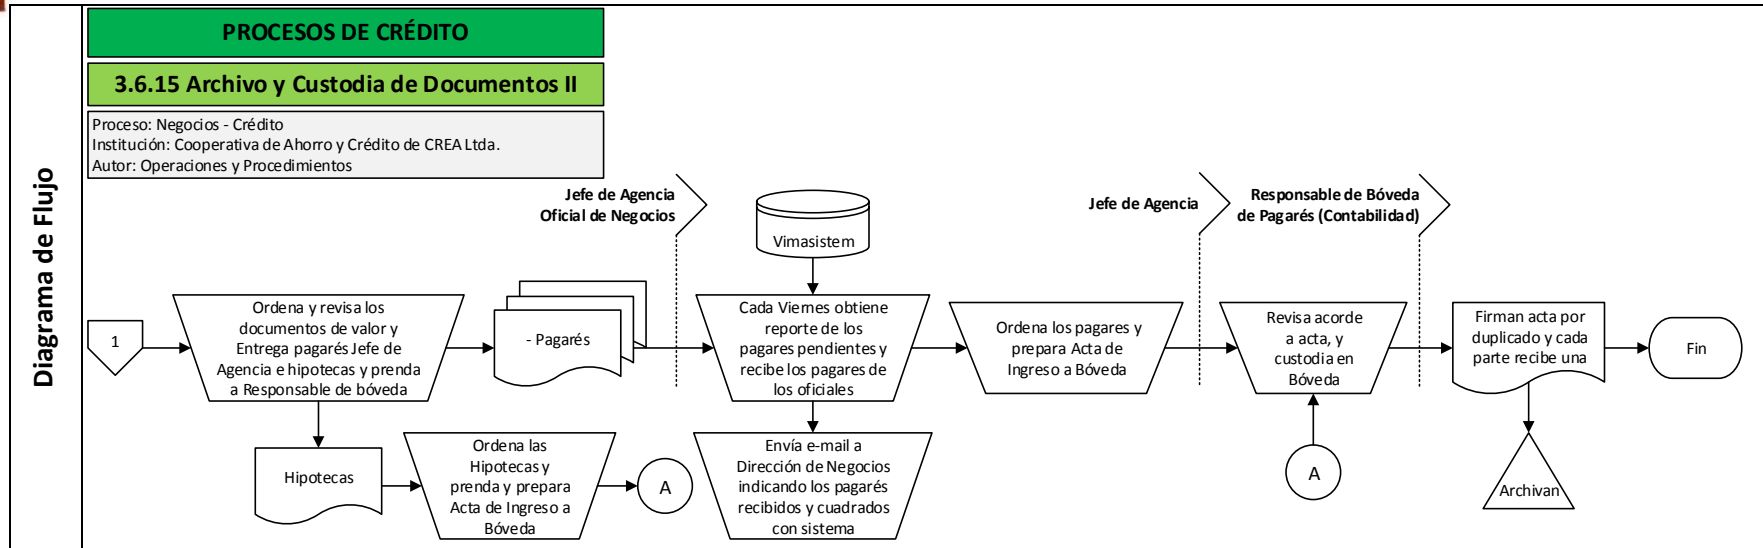 PROCESOS DE CRÉDITO
3.6.15 Archivo y Custodia de Documentos II
Proceso: Negocios - Crédito
Institución: Cooperativa de Ahorro y Crédito de CREA Ltda.
Autor: Operaciones y Procedimientos
Diagrama de Flujo
Jefe de Agencia
Oficial de Negocios
Vimasistem
Jefe de Agencia
Responsable de Bóveda
de Pagarés (Contabilidad)
1
Ordena y revisa los
documentos de valor y
Entrega pagarés Jefe de
Agencia e hipotecas y prenda
a Responsable de bóveda
- Pagarés
Cada Viernes obtiene
reporte de los
pagares pendientes y
recibe los pagares de
los oficiales
Ordena los pagares y
prepara Acta de
Ingreso a Bóveda
Revisa acorde
a acta, y
custodia en
Bóveda
Firman acta por
duplicado y cada
parte recibe una
Fin
Hipotecas
Ordena las
Hipotecas y
prenda y prepara
Acta de Ingreso a
Bóveda
A
Envía e-mail a
Dirección de Negocios
indicando los pagarés
recibidos y cuadrados
con sistema
A
Archivan